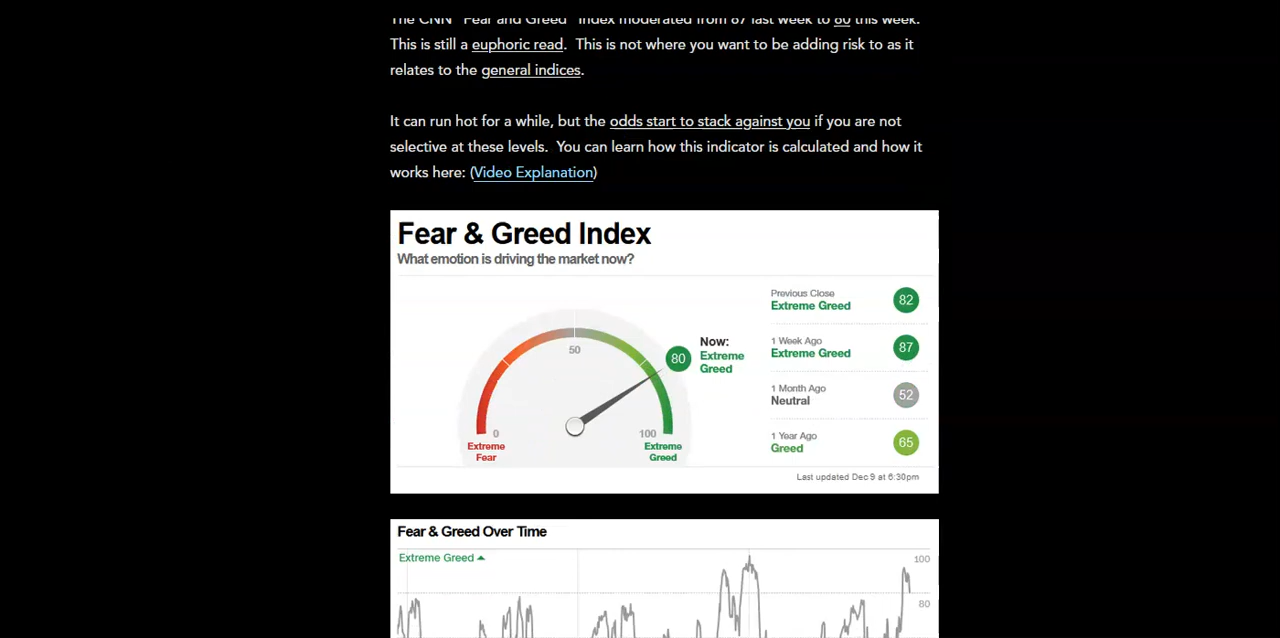 The CNN "Fear and Greed" Index moderated from 87 last week to 80 this week.
This is still a euphoric read.  This is not where you want to be adding risk to as it
relates to the general indices.
It can run hot for a while, but the odds start to stack against you if you are not
selective at these levels.  You can learn how this indicator is calculated and how it
works here: (Video Explanation)
Fear & Greed Index
What emotion is driving the market now?
0
50
100
Extreme
Fear
Extreme
Greed
80
Now:
Extreme
Greed
Previous Close
Extreme Greed
82
1 Week Ago
Extreme Greed
87
1 Month Ago
Neutral
52
1 Year Ago
Greed
65
Last updated Dec 9 at 6:30pm
Fear & Greed Over Time
Extreme Greed
100
80